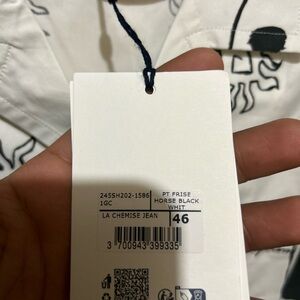 245SH202-1586
1GC
PT FRISE
HORSE BLACK
WHIT
LA CHEMISE JEAN
46
3 700943 399335